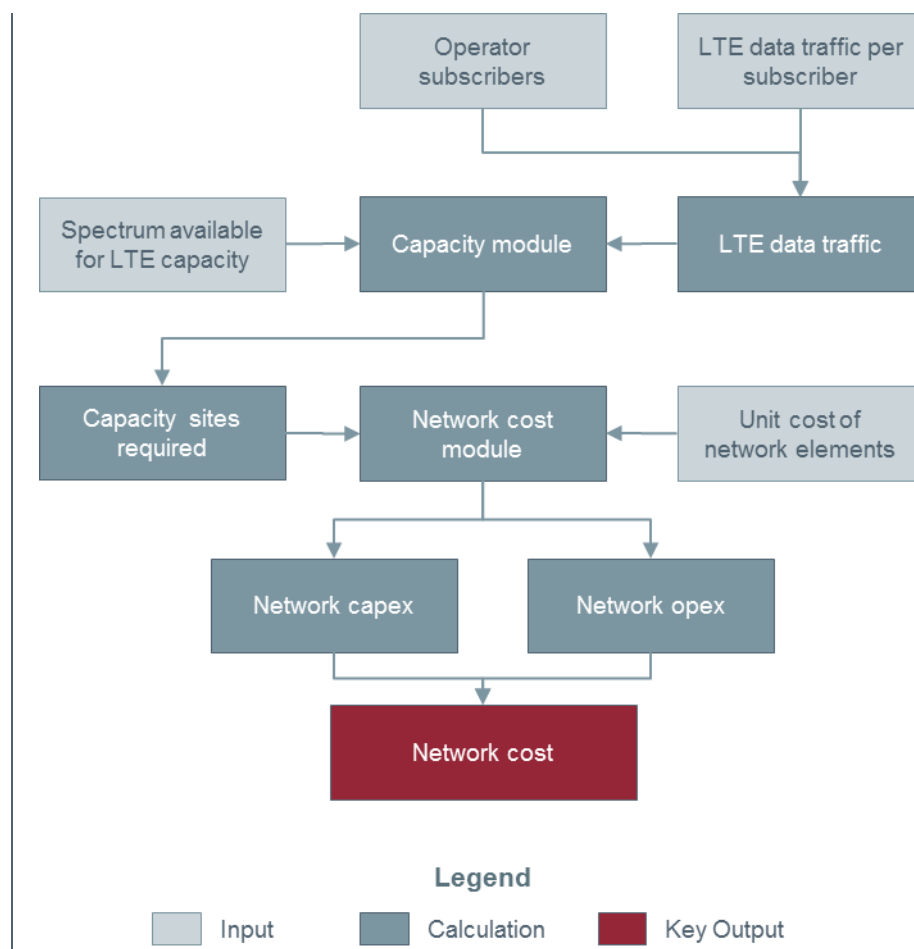 Operator
subscribers
LTE data traffic per
subscriber
Spectrum available
for LTE capacity
Capacity module
LTE data traffic
Capacity sites
required
Network cost
module
Unit cost of
network elements
Network capex
Network opex
Network cost
Legend
Input
Calculation
Key Output